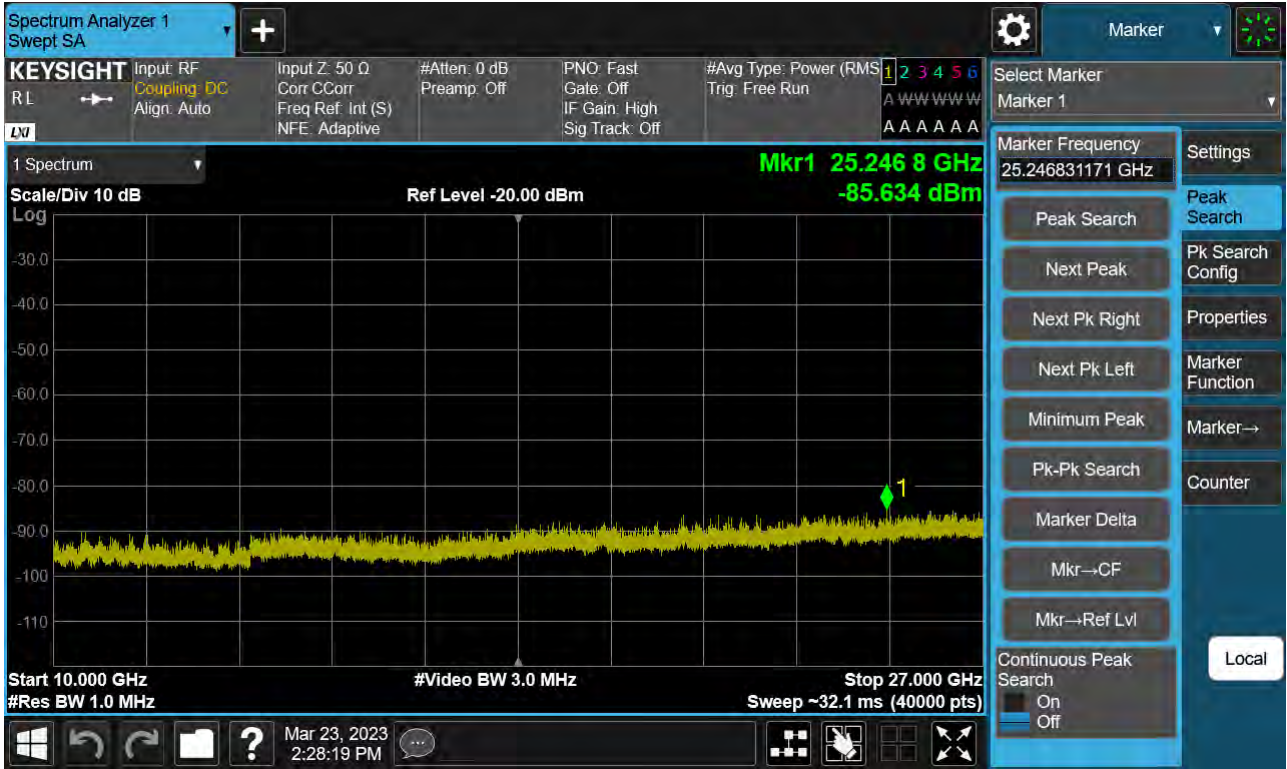 Spectrum Analyzer 1
Swept SA
+
Marker
KEYSIGHT
R L
LXI
Input: RF
Coupling: DC
Align: Auto
Input Z: 50 Ω
Corr CCorr
Freq Ref: Int (S)
NFE: Adaptive
#Atten: 0 dB
Preamp: Off
PNO: Fast
Gate: Off
IF Gain: High
Sig Track: Off
#Avg Type: Power (RMS
Trig: Free Run
1 2 3 4 5 6
A W W W W W
A A A A A A
Select Marker
Marker 1
1 Spectrum
Scale/Div 10 dB
Log
Ref Level -20.00 dBm
Mkr1 25.246 8 GHz
-85.634 dBm
-30.0
-40.0
-50.0
-60.0
-70.0
-80.0
-90.0
-100
-110
1
Start 10.000 GHz
#Res BW 1.0 MHz
#Video BW 3.0 MHz
Stop 27.000 GHz
Sweep ~32.1 ms (40000 pts)
Marker Frequency
25.246831171 GHz
Peak Search
Next Peak
Next Pk Right
Next Pk Left
Minimum Peak
Pk-Pk Search
Marker Delta
Mkr→CF
Mkr→Ref Lvl
Continuous Peak
Search
On
Off
Settings
Peak
Search
Pk Search
Config
Properties
Marker
Function
Marker→
Counter
Local
?
Mar 23, 2023
2:28:19 PM